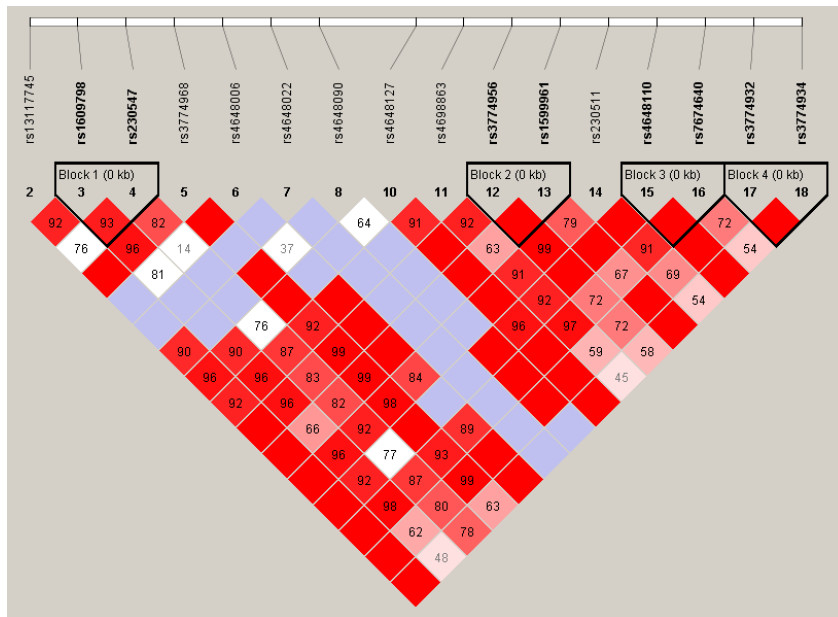 rs13117745
rs1609798
rs230547
rs3774968
rs4648006
rs4648022
rs4648090
rs4648127
rs4698863
rs3774956
rs1599961
rs230511
rs4648110
rs7674640
rs3774932
rs3774934
Block 1 (0 kb) Block 2 (0 kb) Block 3 (0 kb) Block 4 (0 kb)
2 3 4 5 6 7 8 10 11 12 13 14 15 16 17 18
92 93 82 64 91 92 79 72
76 96 14 37 63 99 91 54
81 91 67 69
92 72 54
76 92 96 97 72
90 90 87 99 59 58
96 96 83 99 84 45
92 96 82 98
66 92 89
96 77 93
92 87 99
98 80 63
62 78
48